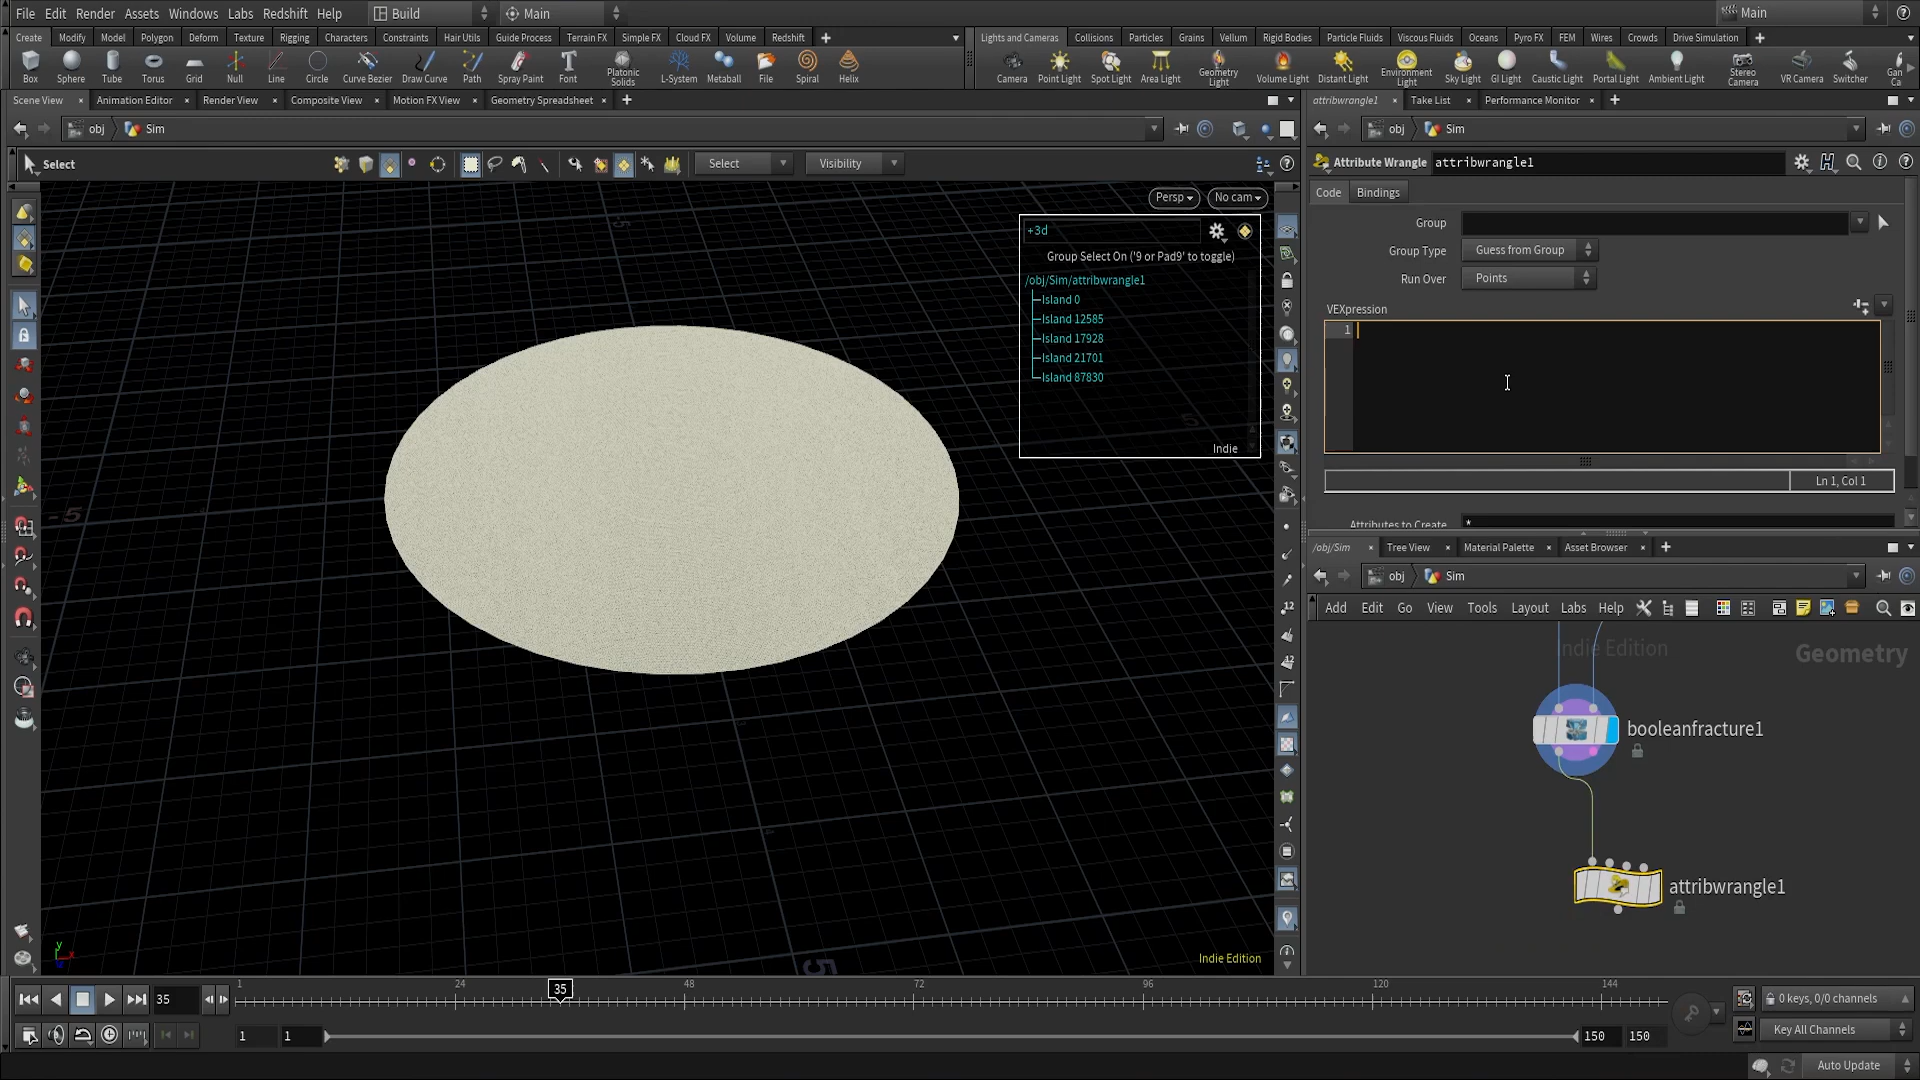 File Edit Render Assets Windows Labs Redshift Help Build Main Main
Create Modify Model Polygon Deform Texture Rigging Characters Constraints Hair Utils Guide Process Terrain FX Simple FX Cloud FX Volume Redshift
Lights and Cameras Collisions Particles Grains Vellum Rigid Bodies Particle Fluids Viscous Fluids Oceans Pyro FX FEM Wires Crowds Drive Simulation
Box Sphere Tube Torus Grid Null Line Circle Curve Bezier Draw Curve Path Spray Paint Font Platonic Solids L-System Metaball File Spiral Helix
Camera Point Light Spot Light Area Light Geometry Light Volume Light Distant Light Environment Light Sky Light GI Light Caustic Light Portal Light Ambient Light Stereo Camera VR Camera Switcher Gan Ca
Scene View Animation Editor Render View Composite View Motion FX View Geometry Spreadsheet
attribwrangle1 Take List Performance Monitor
obj Sim
obj Sim
Select Select Visibility
Attribute Wrangle attribwrangle1
Code Bindings
Persp No cam
+3d
Group Select On ('9 or Pad9' to toggle)
/obj/Sim/attribwrangle1
Island 0
Island 12585
Island 17928
Island 21701
Island 87830
Indie
Group
Group Type Guess from Group
Run Over Points
VEXpression
1
Ln 1, Col 1
Attributes to Create *
/obj/Sim Tree View Material Palette Asset Browser
obj Sim
Add Edit Go View Tools Layout Labs Help
Indie Edition Geometry
booleanfracture1
attribwrangle1
-5
5
Indie Edition
35 1 24 35 48 72 96 120 144
1 1 150 150
0 keys, 0/0 channels
Key All Channels
Auto Update